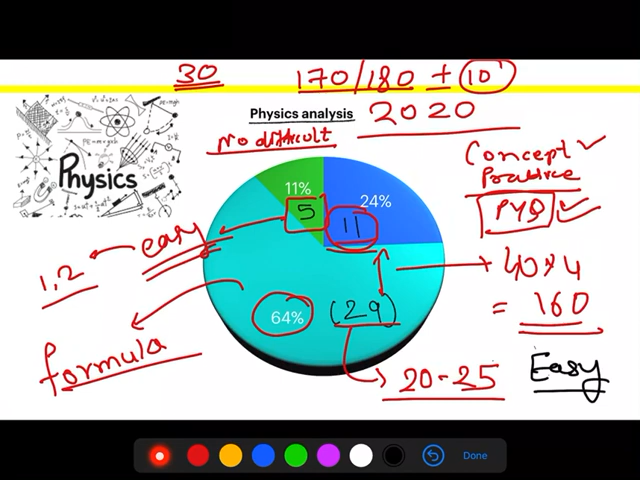 30 170/180 ± 10
Physics analysis 2020
No difficult
Concept ✓
Practice
PYQ ✓
Physics
11% 24%
5 11
easy
1,2
40×4
= 160
64% (29)
formula
20-25 Easy
Done